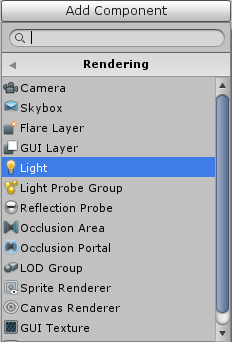 Add Component
Rendering
Camera
Skybox
Flare Layer
GUI Layer
Light
Light Probe Group
Reflection Probe
Occlusion Area
Occlusion Portal
LOD Group
Sprite Renderer
Canvas Renderer
GUI Texture